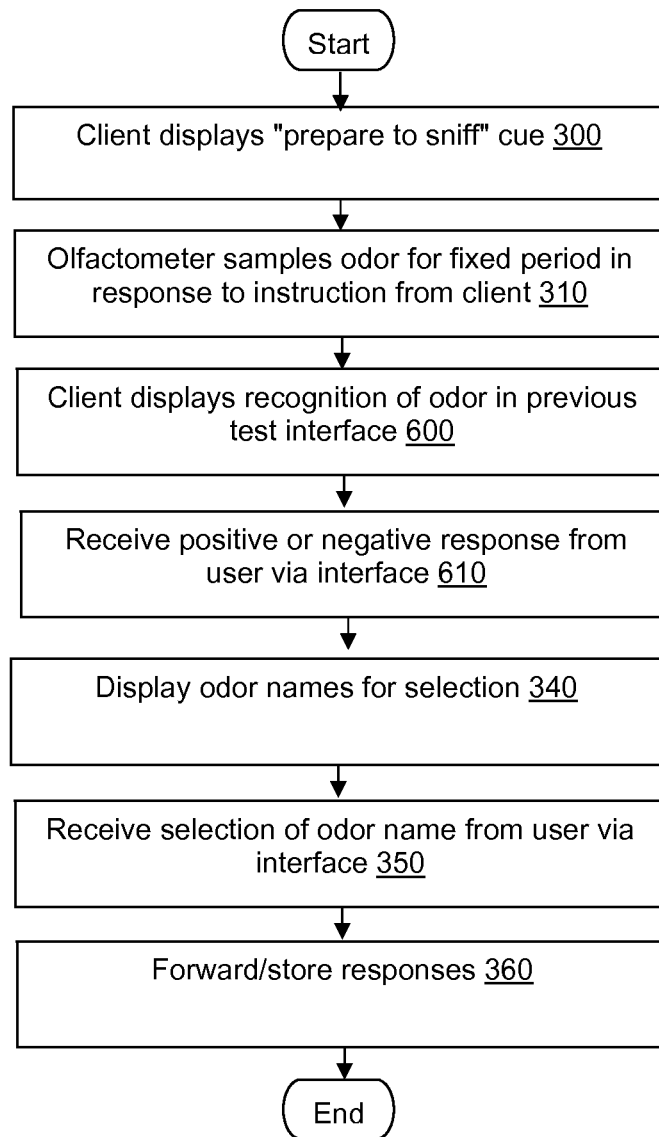 Start
Client displays "prepare to sniff" cue 300
Olfactometer samples odor for fixed period in
response to instruction from client 310
Client displays recognition of odor in previous
test interface 600
Receive positive or negative response from
user via interface 610
Display odor names for selection 340
Receive selection of odor name from user via
interface 350
Forward/store responses 360
End